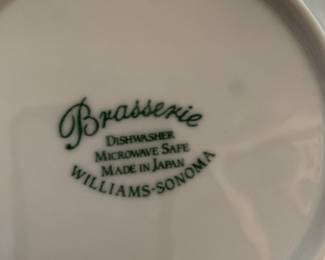 Brasserie
DISHWASHER
MICROWAVE SAFE
MADE IN JAPAN
WILLIAMS-SONOMA